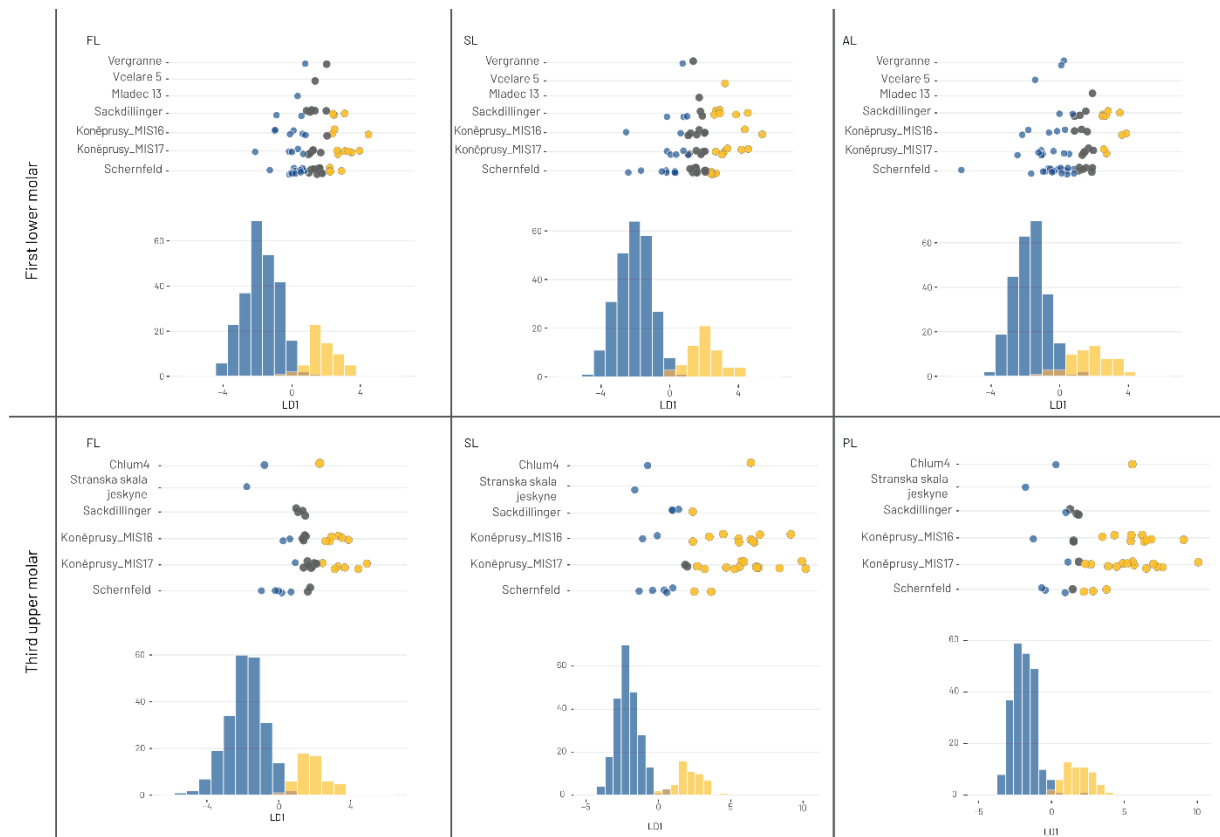 First lower molar
FL
Vergranne
Vcelare 5
Mladec 13
Sackdillinger
Koněprusy_MIS16
Koněprusy_MIS17
Schernfeld
60
40
20
0
−4
0
4
LD1
SL
Vergranne
Vcelare 5
Mladec 13
Sackdillinger
Koněprusy_MIS16
Koněprusy_MIS17
Schernfeld
60
40
20
0
−4
0
4
LD1
AL
Vergranne
Vcelare 5
Mladec 13
Sackdillinger
Koněprusy_MIS16
Koněprusy_MIS17
Schernfeld
60
40
20
0
−4
0
4
LD1
Third upper molar
FL
Chlum4
Stranska skala
jeskyne
Sackdillinger
Koněprusy_MIS16
Koněprusy_MIS17
Schernfeld
60
40
20
0
−4
0
4
LD1
SL
Chlum4
Stranska skala
jeskyne
Sackdillinger
Koněprusy_MIS16
Koněprusy_MIS17
Schernfeld
60
40
20
0
−5
0
5
10
LD1
PL
Chlum4
Stranska skala
jeskyne
Sackdillinger
Koněprusy_MIS16
Koněprusy_MIS17
Schernfeld
60
40
20
0
−5
0
5
10
LD1